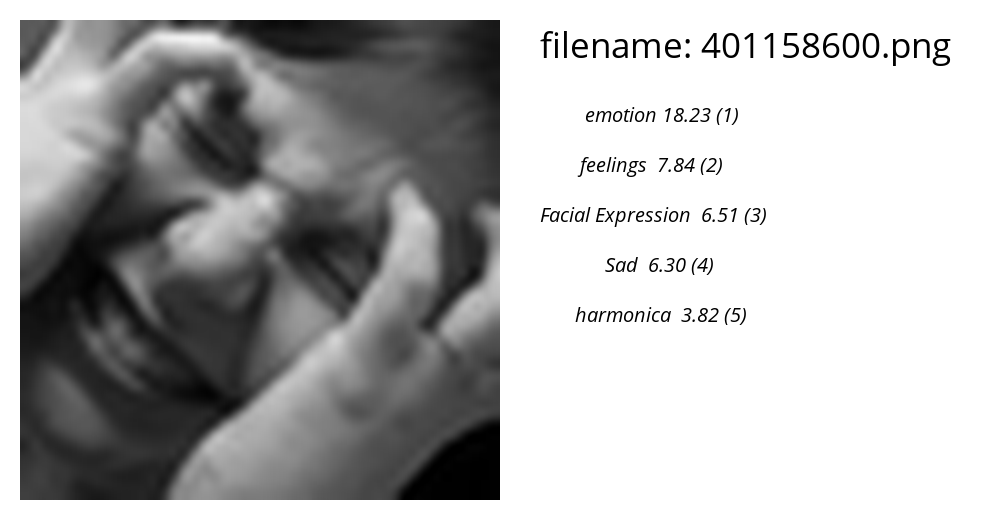 filename: 401158600.png
emotion 18.23 (1)
feelings 7.84 (2)
Facial Expression 6.51 (3)
Sad 6.30 (4)
harmonica 3.82 (5)